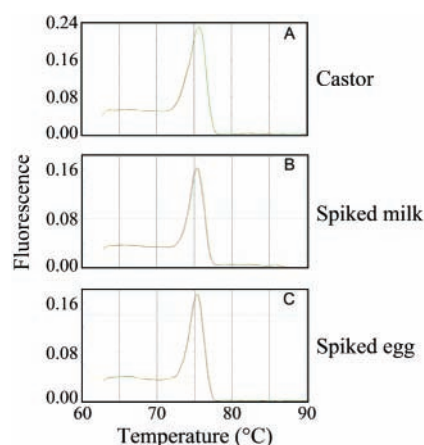 0.24
A
0.08
0.08
0.00
Castor
0.16
B
0.08
0.00
Spiked milk
0.16
C
0.08
0.00
Spiked egg
Fluorescence
60 70 80 90
Temperature (°C)